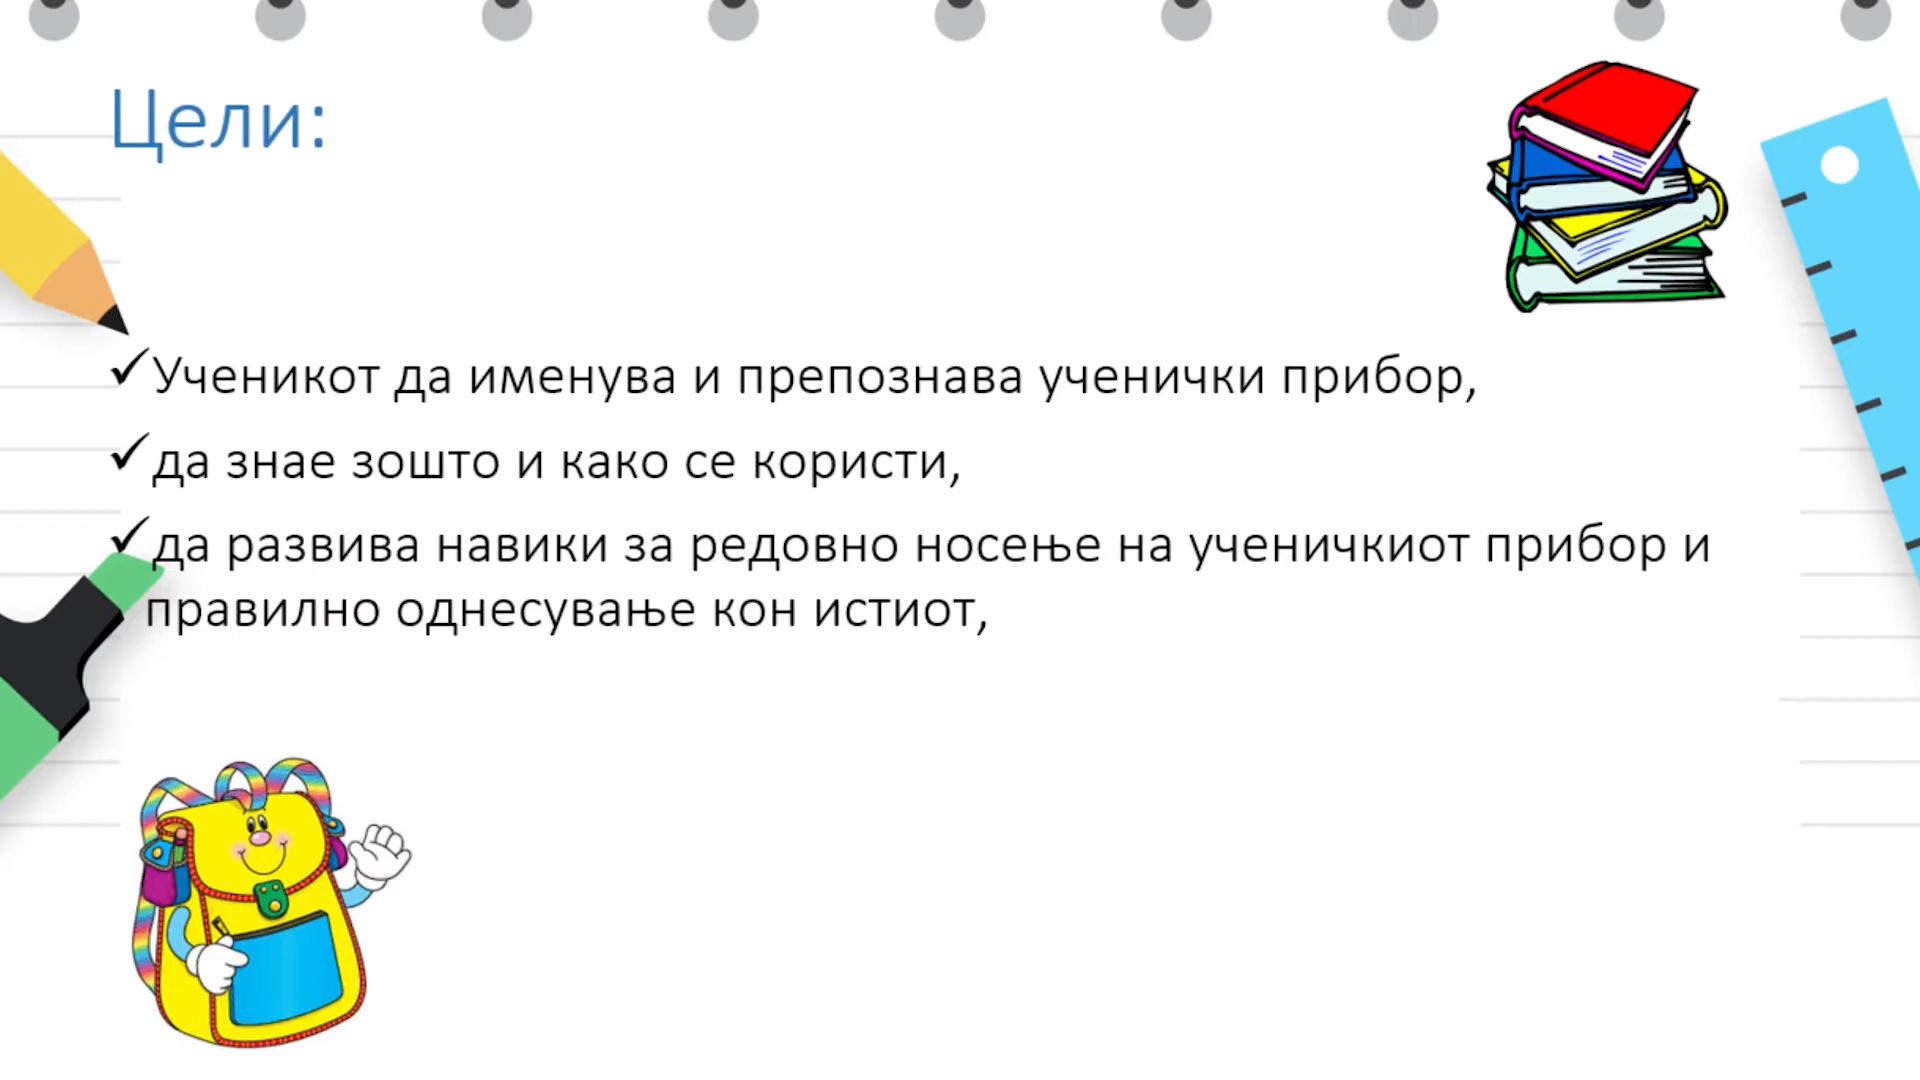 Цели:
✓Ученикот да именува и препознава ученички прибор,
✓да знае зошто и како се користи,
✓да развива навики за редовно носење на ученичкиот прибор и
правилно однесување кон истиот,